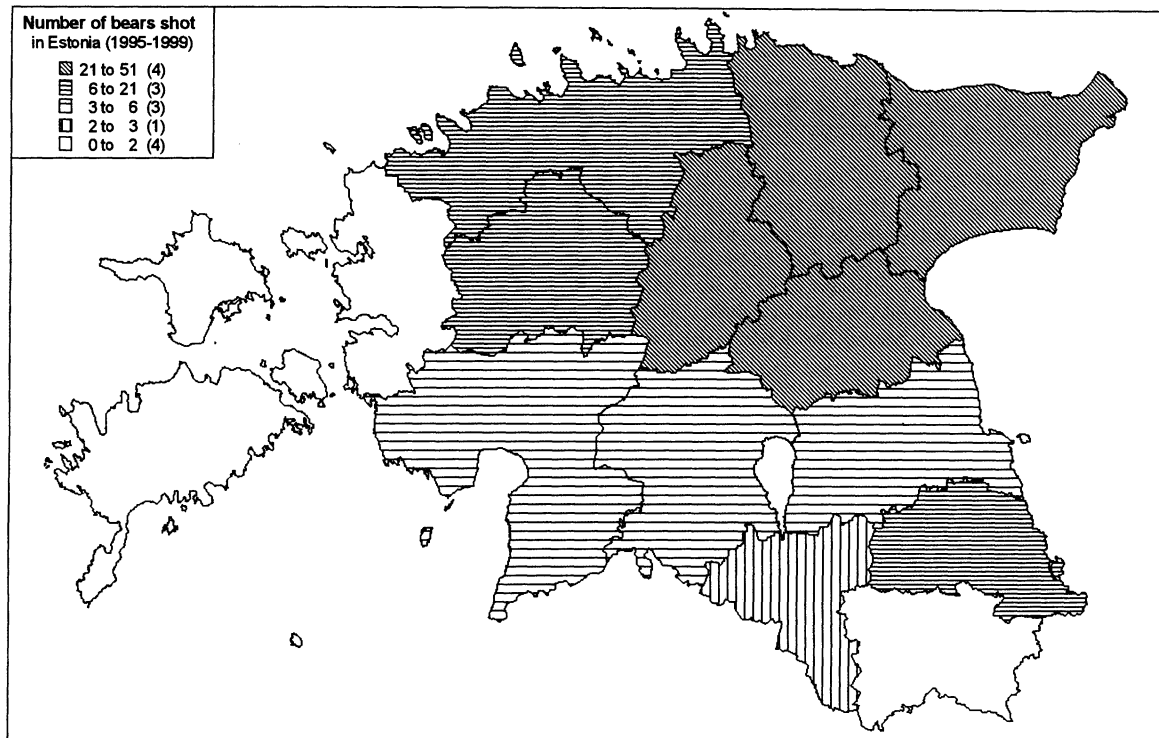 Number of bears shot
in Estonia (1995-1999)
21 to 51 (4)
6 to 21 (3)
3 to 6 (3)
2 to 3 (1)
0 to 2 (4)